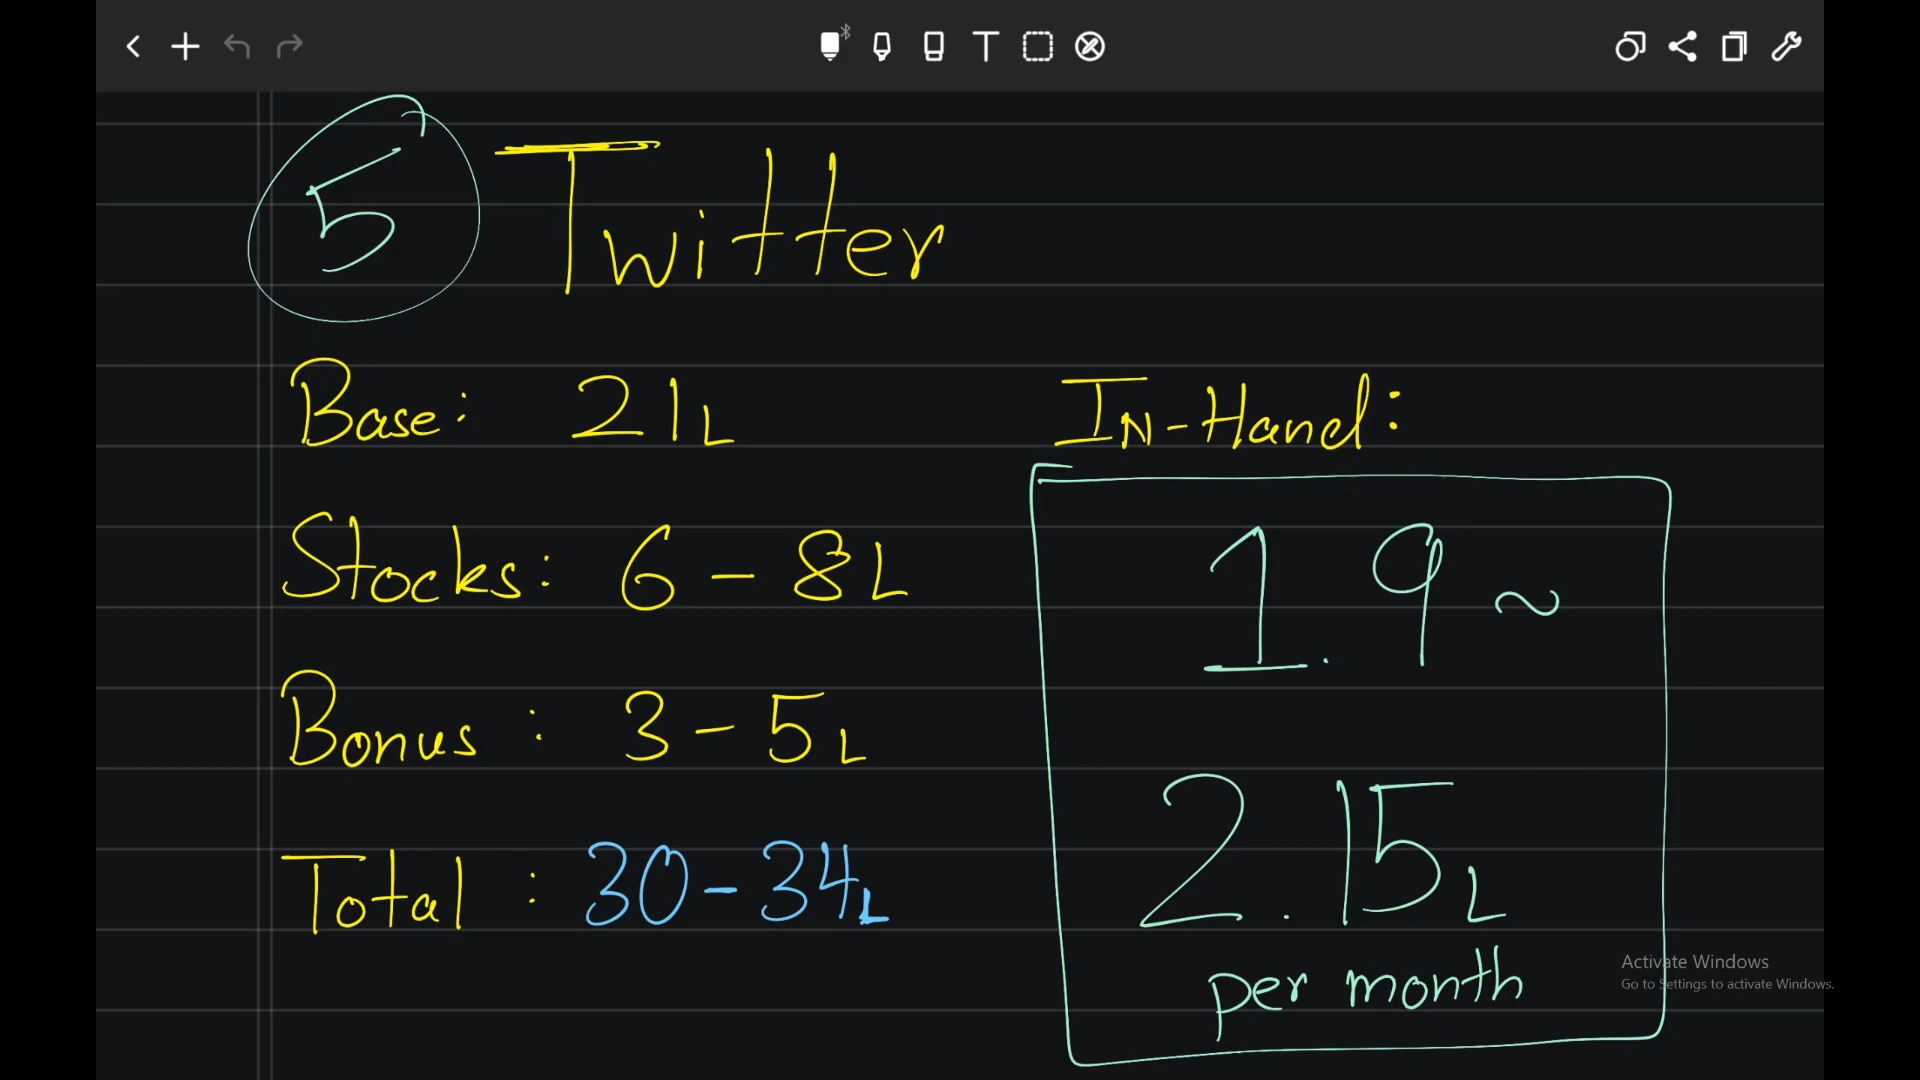 5 Twitter
Base: 21L
Stocks: 6 - 8L
Bonus: 3 - 5L
Total: 30 - 34L
In-Hand:
1.9 ~
2.15L
per month
Activate Windows
Go to Settings to activate Windows.